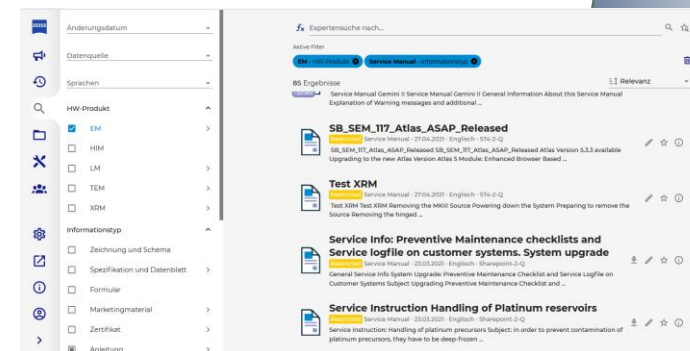 ZEISS
Änderungsdatum
Datenquelle
Sprachen
HW-Produkt
EM
HIM
LM
TEM
XRM
Informationstyp
Zeichnung und Schema
Spezifikation und Datenblatt
Formular
Marketingmaterial
Zertifikat
Anleitung
fx Expertensuche nach...
Aktive Filter
EM - HW-Produkt
Service Manual - Informationstyp
85 Ergebnisse
Relevanz
Service Manual Gemini II Service Manual Gemini II General Information About this Service Manual
Explanation of Warning messages and additional ...
SB_SEM_117_Atlas_ASAP_Released
Restricted Service Manual - 27.04.2021 - Englisch - ST4-2-Q
SB_SEM_117_Atlas_ASAP_Released SB_SEM_117_Atlas_ASAP_Released Atlas Version 5.3.3 available
Upgrading to the new Atlas Version Atlas 5 Module: Enhanced Browser Based ...
Test XRM
Restricted Service Manual - 27.04.2021 - Englisch - ST4-2-Q
Test XRM Test XRM Removing the MKIII Source Powering down the System Preparing to remove the
Source Removing the hinged ...
Service Info: Preventive Maintenance checklists and
Service logfile on customer systems. System upgrade
Restricted Service Manual - 23.03.2021 - Englisch - Sharepoint-2-Q
General Service Info System Upgrade: Preventive Maintenance Checklist and Service Logfile on
Customer Systems Subject Upgrading Preventive Maintenance Checklist and ...
Service Instruction Handling of Platinum reservoirs
Restricted Service Manual - 23.03.2021 - Englisch - Sharepoint-2-Q
Service Instruction: Handling of platinum precursors Subject: In order to prevent contamination of
platinum precursors, they have to be deep-frozen ...